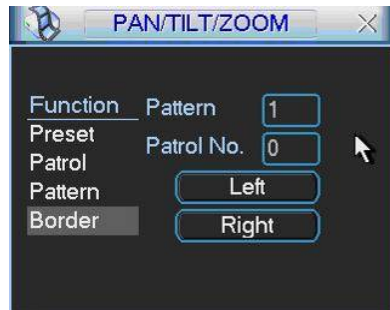 PAN/TILT/ZOOM
Function
Preset
Patrol
Pattern
Border
Pattern 1
Patrol No. 0
Left
Right